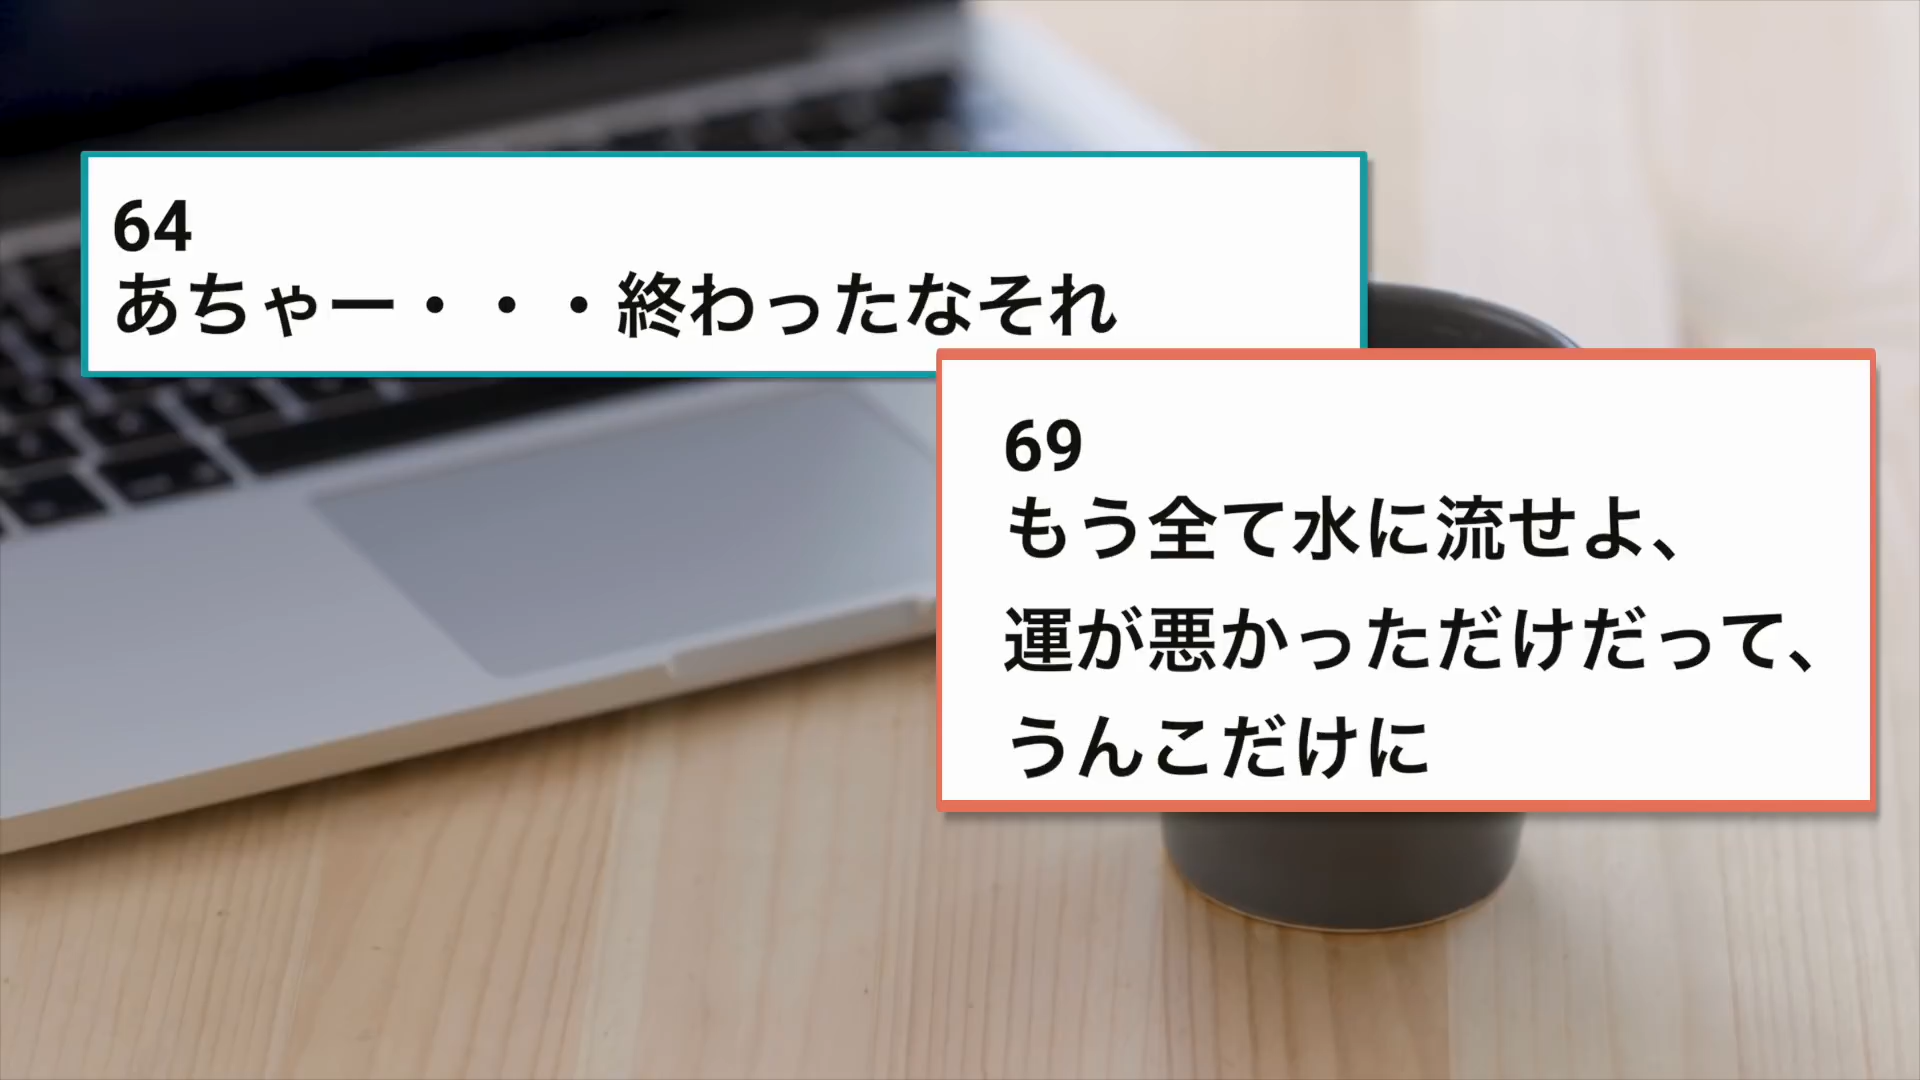 64
あちゃー・・・終わったなそれ
69
もう全て水に流せよ、
運が悪かっただけだって、
うんこだけに